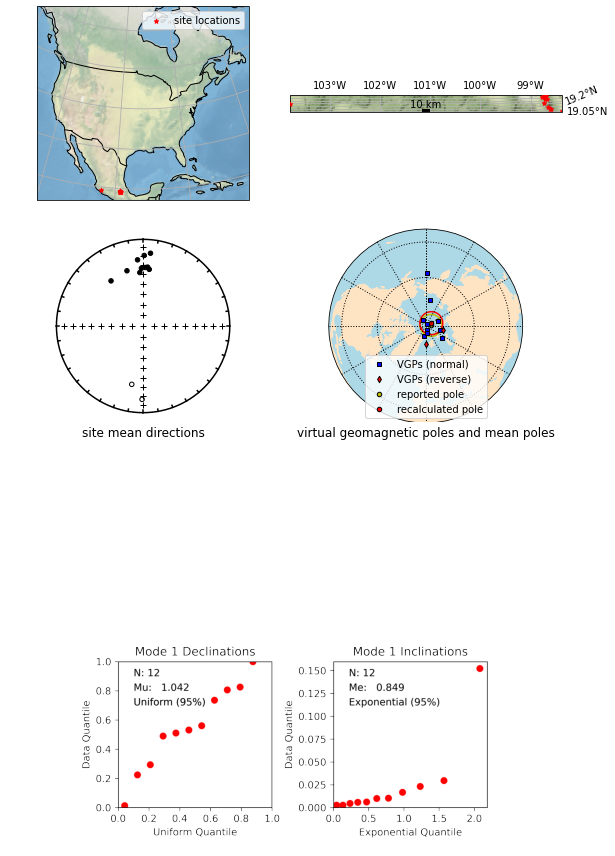 site locations
103°W 102°W 101°W 100°W 99°W
10 km
19.2°N
19.05°N
VGPs (normal)
VGPs (reverse)
reported pole
recalculated pole
site mean directions
virtual geomagnetic poles and mean poles
Mode 1 Declinations
N: 12
Mu: 1.042
Uniform (95%)
Data Quantile
1.0
0.8
0.6
0.4
0.2
0.0
0.0 0.2 0.4 0.6 0.8 1.0
Uniform Quantile
Mode 1 Inclinations
N: 12
Me: 0.849
Exponential (95%)
Data Quantile
0.150
0.125
0.100
0.075
0.050
0.025
0.000
0.0 0.5 1.0 1.5 2.0
Exponential Quantile